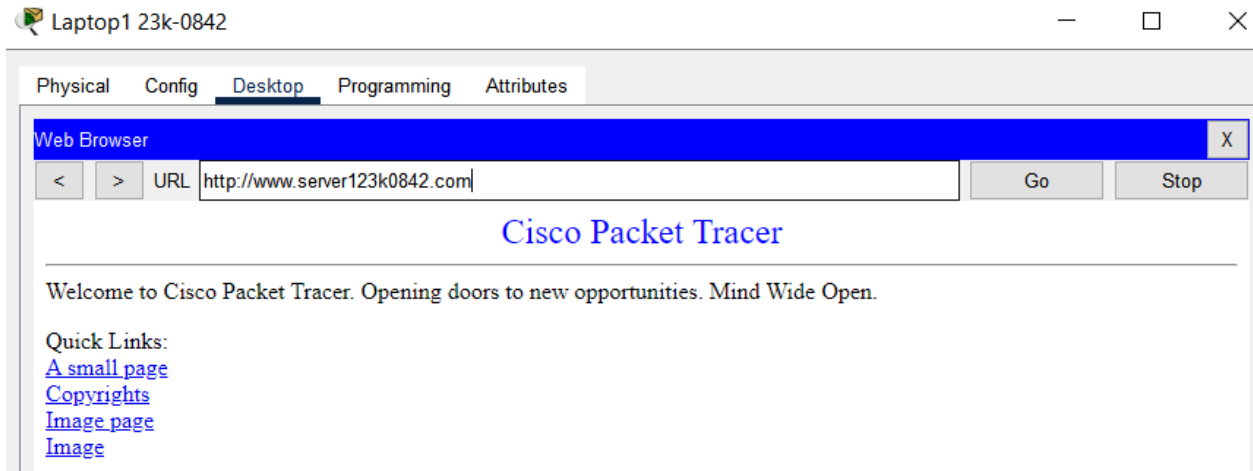 Laptop1 23k-0842
Physical Config Desktop Programming Attributes
Web Browser X
< > URL http://www.server123k0842.com Go Stop
Cisco Packet Tracer
Welcome to Cisco Packet Tracer. Opening doors to new opportunities. Mind Wide Open.
Quick Links:
A small page
Copyrights
Image page
Image